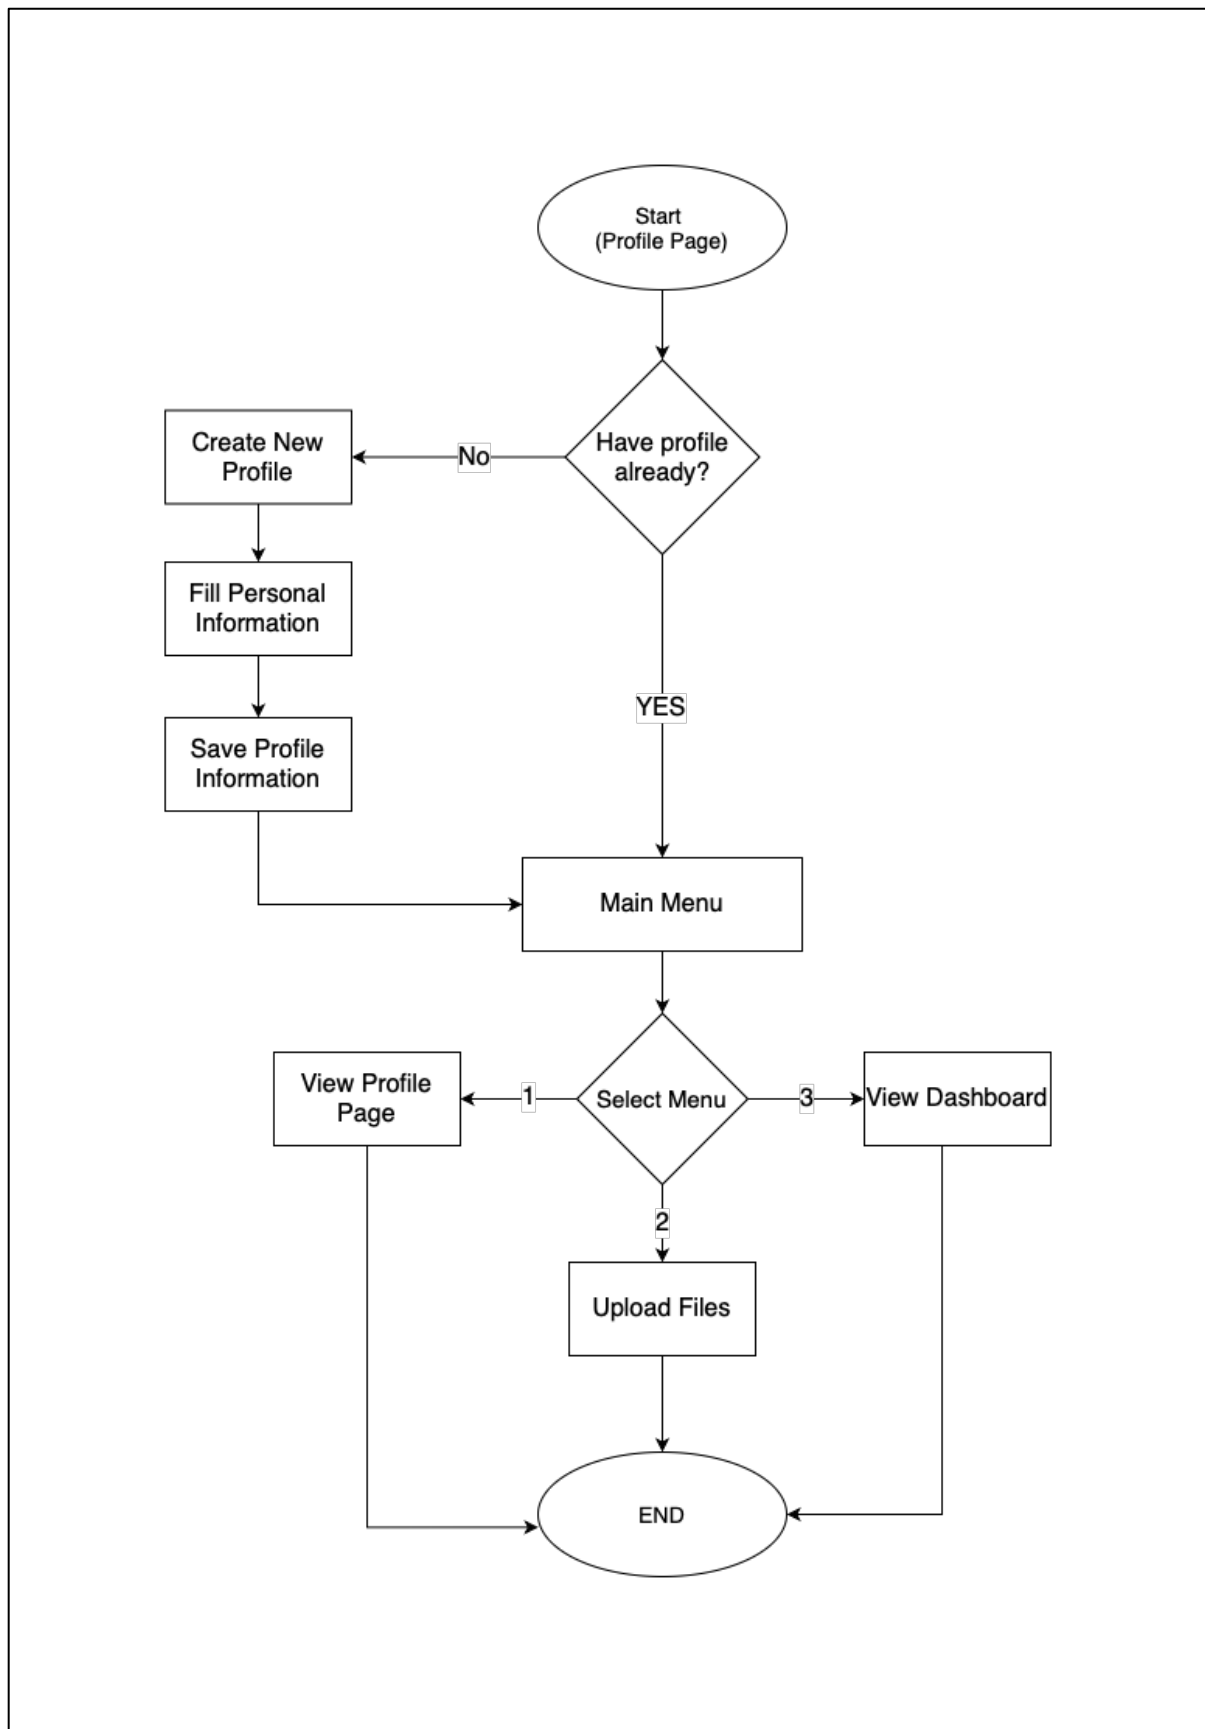 Start
(Profile Page)
Have profile
already?
No
Create New
Profile
Fill Personal
Information
Save Profile
Information
YES
Main Menu
Select Menu
1
View Profile
Page
3
View Dashboard
2
Upload Files
END